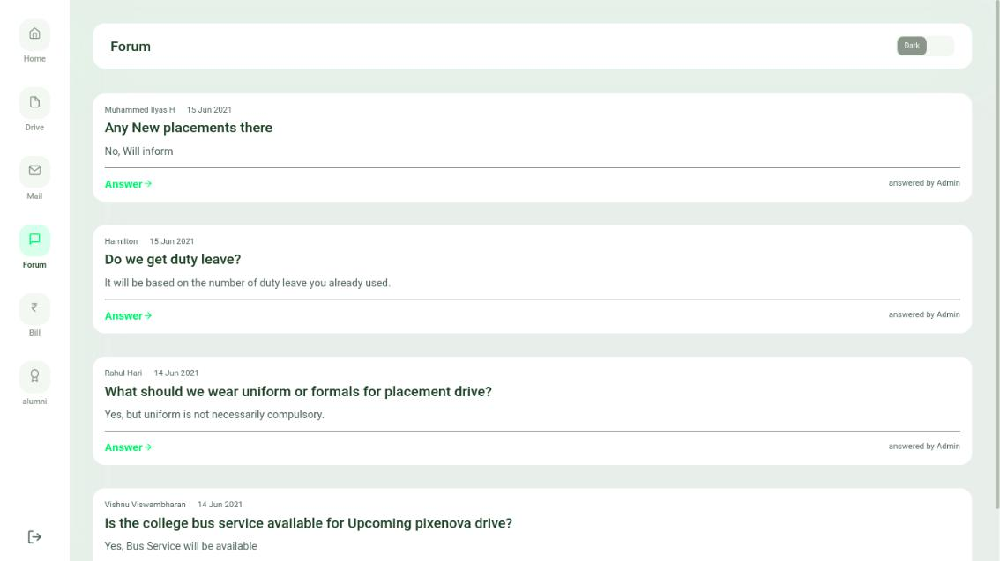 Home
Drive
Mail
Forum
₹
Bill
alumni
Forum
Dark
Muhammed Ilyas H 15 Jun 2021
Any New placements there
No, Will inform
Answer→ answered by Admin
Hamilton 15 Jun 2021
Do we get duty leave?
It will be based on the number of duty leave you already used.
Answer→ answered by Admin
Rahul Hari 14 Jun 2021
What should we wear uniform or formals for placement drive?
Yes, but uniform is not necessarily compulsory.
Answer→ answered by Admin
Vishnu Viswambharan 14 Jun 2021
Is the college bus service available for Upcoming pixenova drive?
Yes, Bus Service will be available